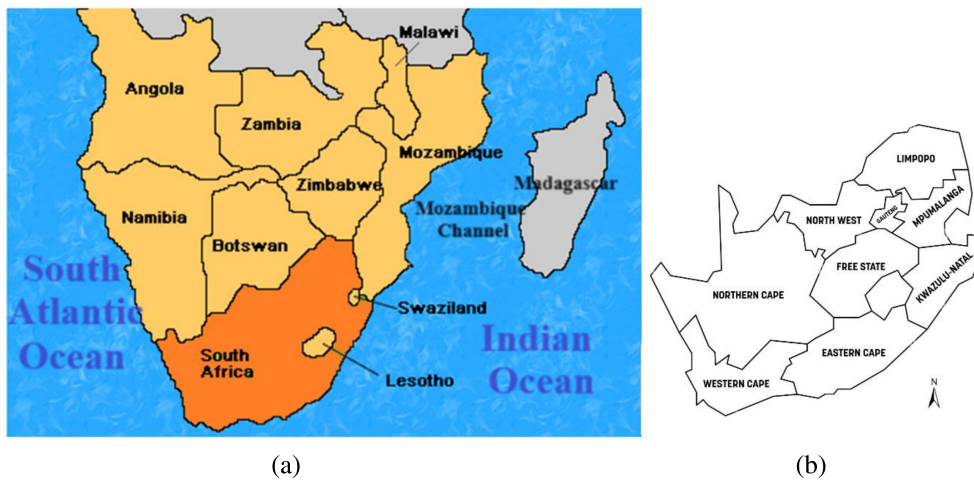 Malawi
Angola
Zambia
Mozambique
Zimbabwe
Madagascar
Namibia
Mozambique
Channel
Botswan
South
Atlantic
Ocean
Swaziland
Indian
Ocean
South
Africa
Lesotho
(a)
LIMPOPO
MPUMALANGA
GAUTENG
NORTH WEST
FREE STATE
KWAZULU-NATAL
NORTHERN CAPE
EASTERN CAPE
WESTERN CAPE
N
(b)